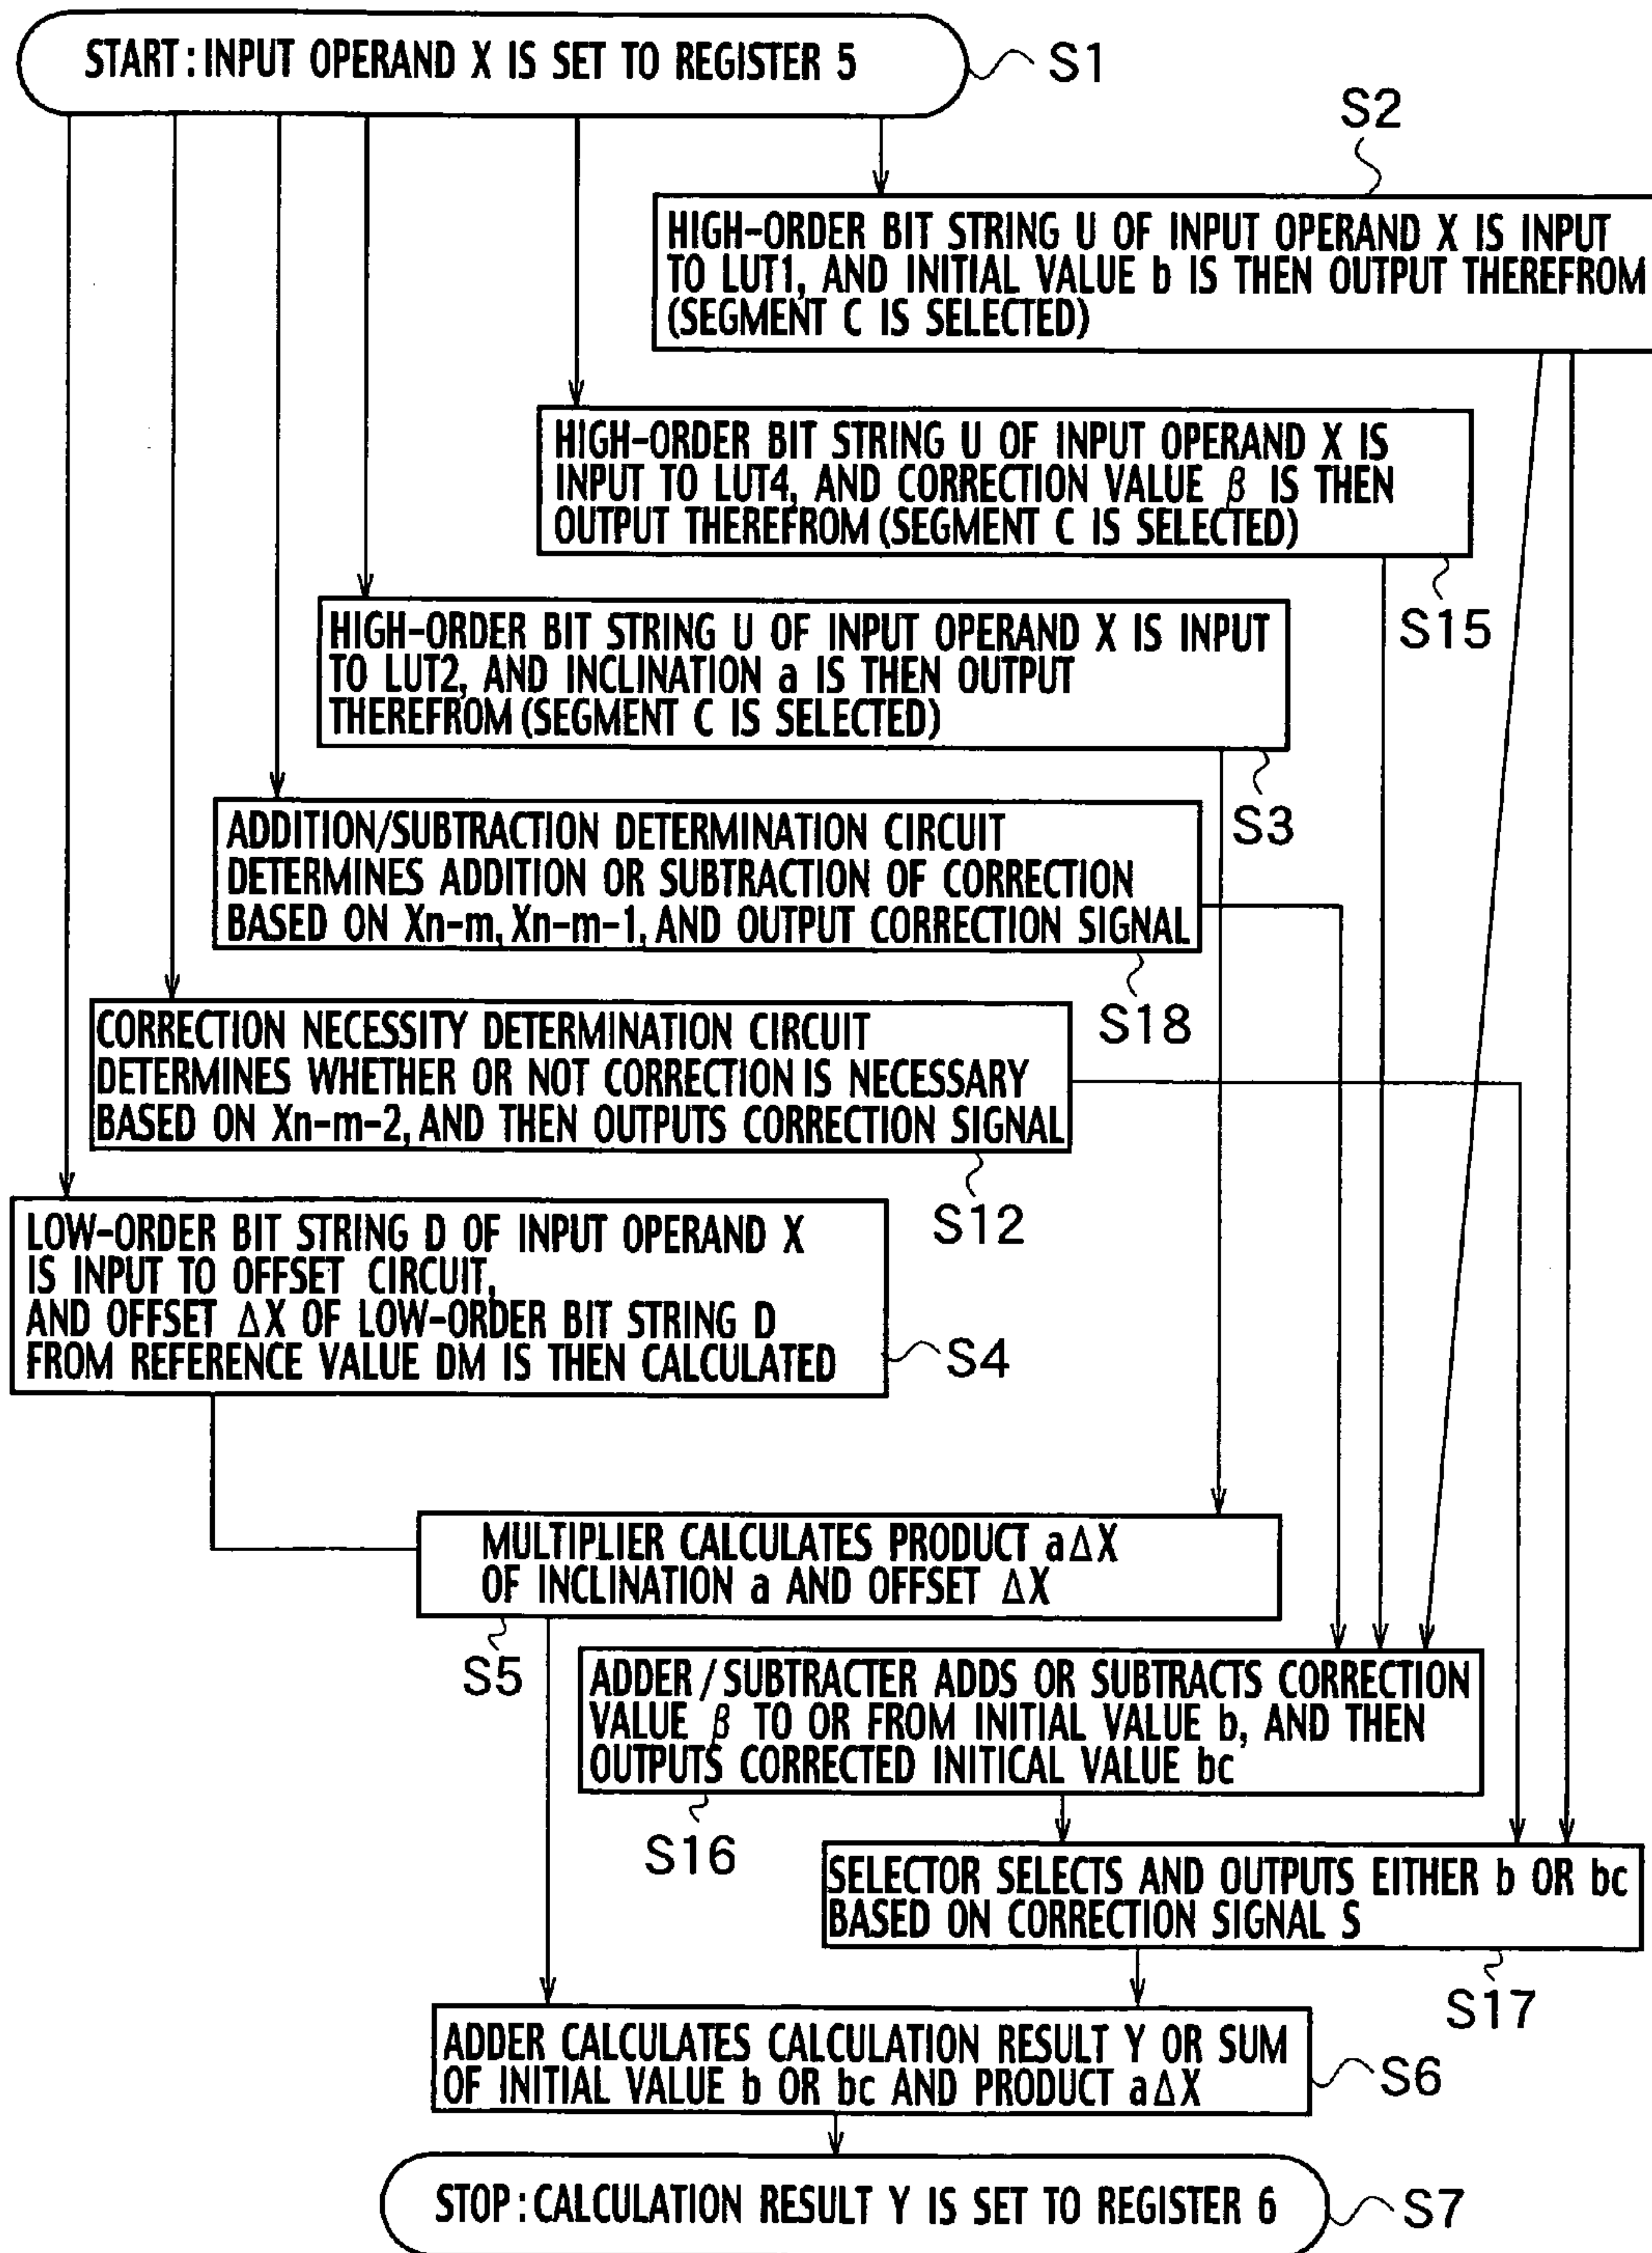 START : INPUT OPERAND X IS SET TO REGISTER 5
S1
S2
HIGH-ORDER BIT STRING U OF INPUT OPERAND X IS INPUT
TO LUT1, AND INITIAL VALUE b IS THEN OUTPUT THEREFROM
(SEGMENT C IS SELECTED)
HIGH-ORDER BIT STRING U OF INPUT OPERAND X IS
INPUT TO LUT4, AND CORRECTION VALUE β IS THEN
OUTPUT THEREFROM (SEGMENT C IS SELECTED)
S15
HIGH-ORDER BIT STRING U OF INPUT OPERAND X IS INPUT
TO LUT2, AND INCLINATION a IS THEN OUTPUT
THEREFROM (SEGMENT C IS SELECTED)
S3
ADDITION/SUBTRACTION DETERMINATION CIRCUIT
DETERMINES ADDITION OR SUBTRACTION OF CORRECTION
BASED ON Xn-m, Xn-m-1, AND OUTPUT CORRECTION SIGNAL
S18
CORRECTION NECESSITY DETERMINATION CIRCUIT
DETERMINES WHETHER OR NOT CORRECTION IS NECESSARY
BASED ON Xn-m-2, AND THEN OUTPUTS CORRECTION SIGNAL
S12
LOW-ORDER BIT STRING D OF INPUT OPERAND X
IS INPUT TO OFFSET CIRCUIT,
AND OFFSET ΔX OF LOW-ORDER BIT STRING D
FROM REFERENCE VALUE DM IS THEN CALCULATED
S4
MULTIPLIER CALCULATES PRODUCT aΔX
OF INCLINATION a AND OFFSET ΔX
S5
ADDER / SUBTRACTER ADDS OR SUBTRACTS CORRECTION
VALUE β TO OR FROM INITIAL VALUE b, AND THEN
OUTPUTS CORRECTED INITICAL VALUE bc
S16
SELECTOR SELECTS AND OUTPUTS EITHER b OR bc
BASED ON CORRECTION SIGNAL S
S17
ADDER CALCULATES CALCULATION RESULT Y OR SUM
OF INITIAL VALUE b OR bc AND PRODUCT aΔX
S6
STOP : CALCULATION RESULT Y IS SET TO REGISTER 6
S7